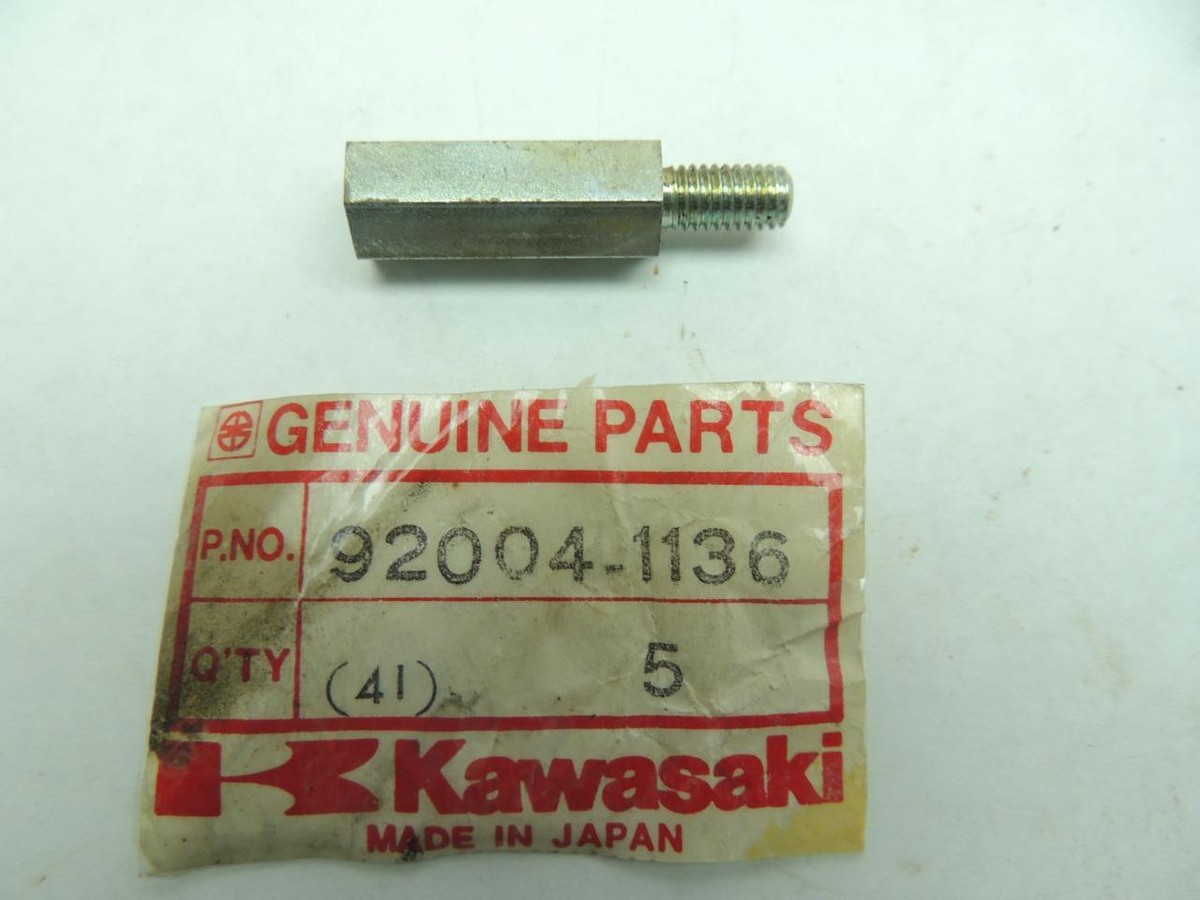 GENUINE PARTS
P.NO. 92004-1136
Q'TY (41) 5
Kawasaki
MADE IN JAPAN